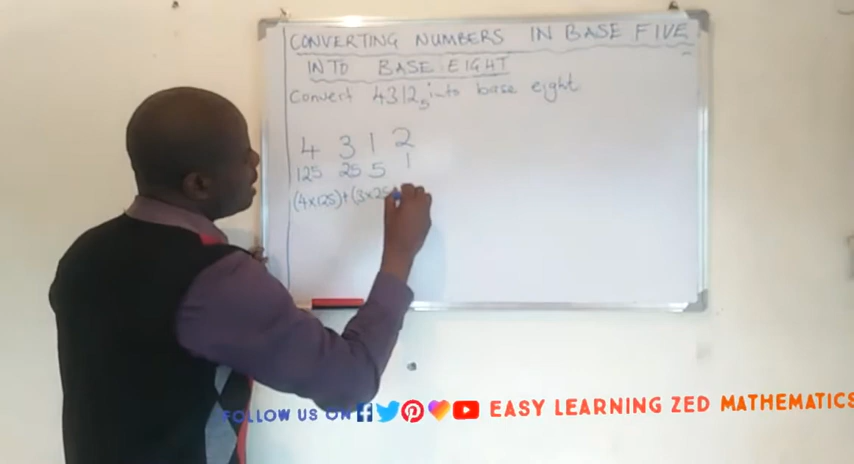 CONVERTING NUMBERS IN BASE FIVE
INTO BASE EIGHT
Convert 4312₅ into base eight.
4 3 1 2
125 25 5 1
(4×125)+(3×25
FOLLOW US ON
EASY LEARNING ZED MATHEMATICS